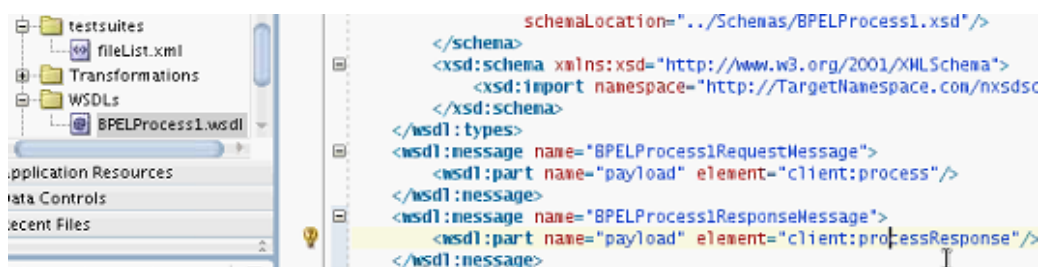 testsuites
fileList.xml
Transformations
WSDLs
BPELProcess1.wsdl
pplication Resources
ata Controls
ecent Files
schemaLocation="../Schemas/BPELProcess1.xsd"/>
</schema>
<xsd:schema xmlns:xsd="http://www.w3.org/2001/XMLSchema">
<xsd:import namespace="http://TargetNamespace.com/nxsdsc
</xsd:schema>
</wsdl:types>
<wsdl:message name="BPELProcess1RequestMessage">
<wsdl:part name="payload" element="client:process"/>
</wsdl:message>
<wsdl:message name="BPELProcess1ResponseMessage">
<wsdl:part name="payload" element="client:processResponse"/>
</wsdl:message>